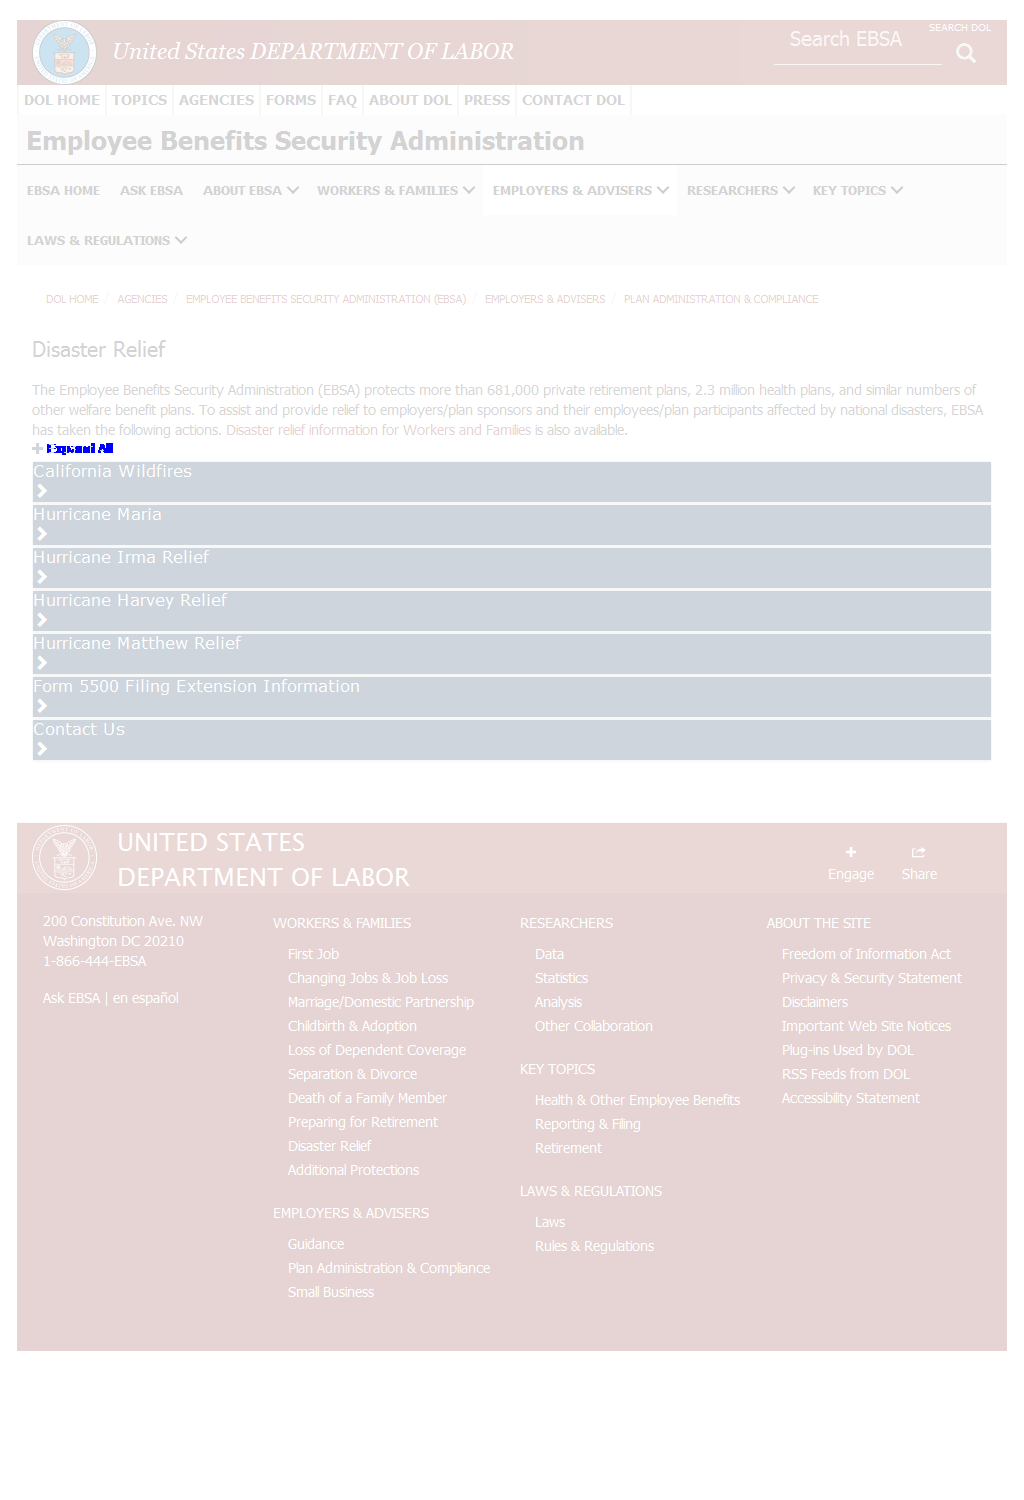 United States DEPARTMENT OF LABOR
SEARCH DOL
Search EBSA
DOL HOME TOPICS AGENCIES FORMS FAQ ABOUT DOL PRESS CONTACT DOL
Employee Benefits Security Administration
EBSA HOME ASK EBSA ABOUT EBSA WORKERS & FAMILIES EMPLOYERS & ADVISERS RESEARCHERS KEY TOPICS
LAWS & REGULATIONS
DOL HOME / AGENCIES / EMPLOYEE BENEFITS SECURITY ADMINISTRATION (EBSA) / EMPLOYERS & ADVISERS / PLAN ADMINISTRATION & COMPLIANCE
Disaster Relief
The Employee Benefits Security Administration (EBSA) protects more than 681,000 private retirement plans, 2.3 million health plans, and similar numbers of
other welfare benefit plans. To assist and provide relief to employers/plan sponsors and their employees/plan participants affected by national disasters, EBSA
has taken the following actions. Disaster relief information for Workers and Families is also available.
Expand All
California Wildfires
Hurricane Maria
Hurricane Irma Relief
Hurricane Harvey Relief
Hurricane Matthew Relief
Form 5500 Filing Extension Information
Contact Us
UNITED STATES
DEPARTMENT OF LABOR
Engage Share
200 Constitution Ave. NW
Washington DC 20210
1-866-444-EBSA
Ask EBSA | en español
WORKERS & FAMILIES
First Job
Changing Jobs & Job Loss
Marriage/Domestic Partnership
Childbirth & Adoption
Loss of Dependent Coverage
Separation & Divorce
Death of a Family Member
Preparing for Retirement
Disaster Relief
Additional Protections
EMPLOYERS & ADVISERS
Guidance
Plan Administration & Compliance
Small Business
RESEARCHERS
Data
Statistics
Analysis
Other Collaboration
KEY TOPICS
Health & Other Employee Benefits
Reporting & Filing
Retirement
LAWS & REGULATIONS
Laws
Rules & Regulations
ABOUT THE SITE
Freedom of Information Act
Privacy & Security Statement
Disclaimers
Important Web Site Notices
Plug-ins Used by DOL
RSS Feeds from DOL
Accessibility Statement